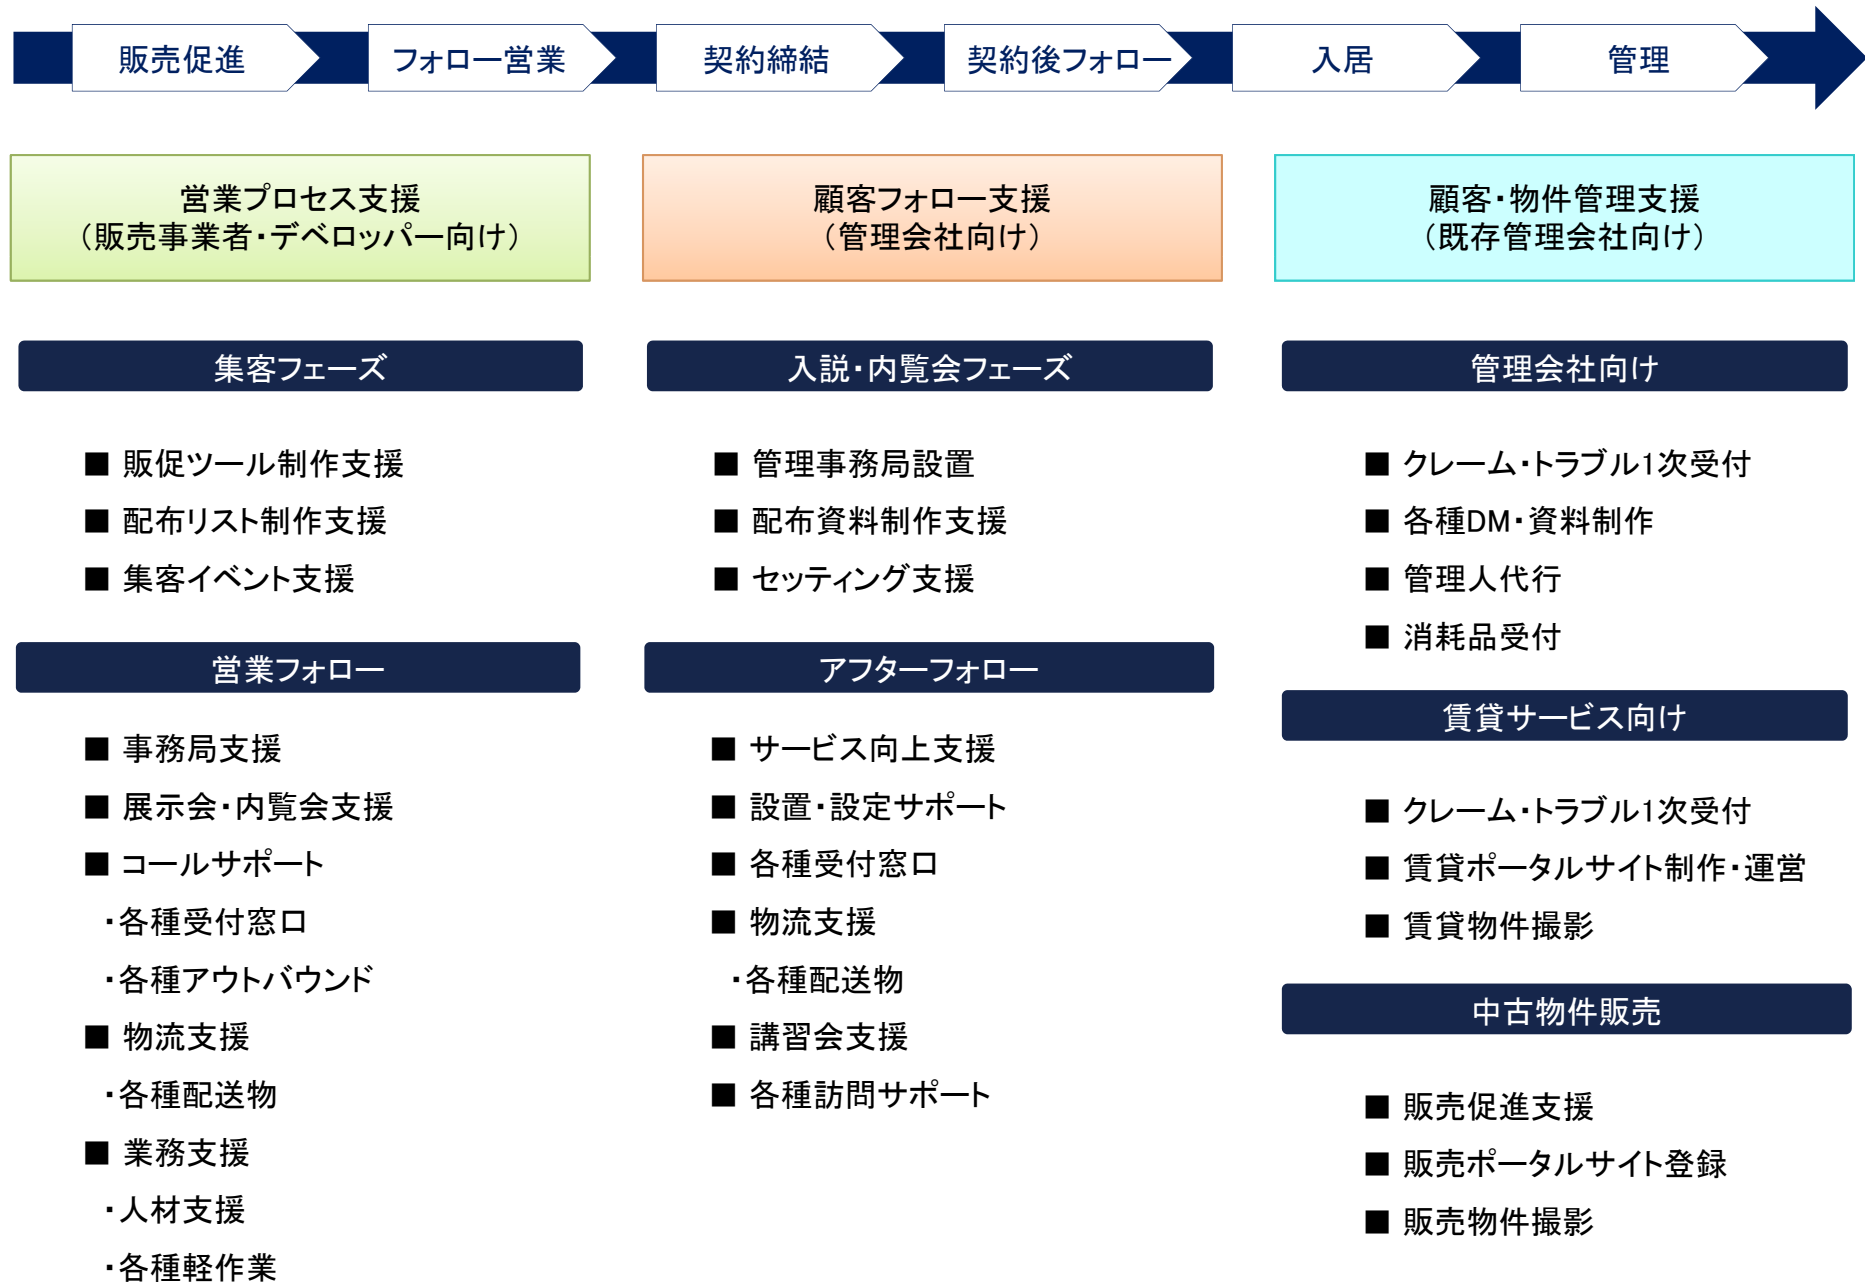 販売促進
フォロー営業
契約締結
契約後フォロー
入居
管理
営業プロセス支援
（販売事業者・デベロッパー向け）
集客フェーズ
■ 販促ツール制作支援
■ 配布リスト制作支援
■ 集客イベント支援
営業フォロー
■ 事務局支援
■ 展示会・内覧会支援
■ コールサポート
・各種受付窓口
・各種アウトバウンド
■ 物流支援
・各種配送物
■ 業務支援
・人材支援
・各種軽作業
顧客フォロー支援
（管理会社向け）
入説・内覧会フェーズ
■ 管理事務局設置
■ 配布資料制作支援
■ セッティング支援
アフターフォロー
■ サービス向上支援
■ 設置・設定サポート
■ 各種受付窓口
■ 物流支援
・各種配送物
■ 講習会支援
■ 各種訪問サポート
顧客・物件管理支援
（既存管理会社向け）
管理会社向け
■ クレーム・トラブル1次受付
■ 各種DM・資料制作
■ 管理人代行
■ 消耗品受付
賃貸サービス向け
■ クレーム・トラブル1次受付
■ 賃貸ポータルサイト制作・運営
■ 賃貸物件撮影
中古物件販売
■ 販売促進支援
■ 販売ポータルサイト登録
■ 販売物件撮影